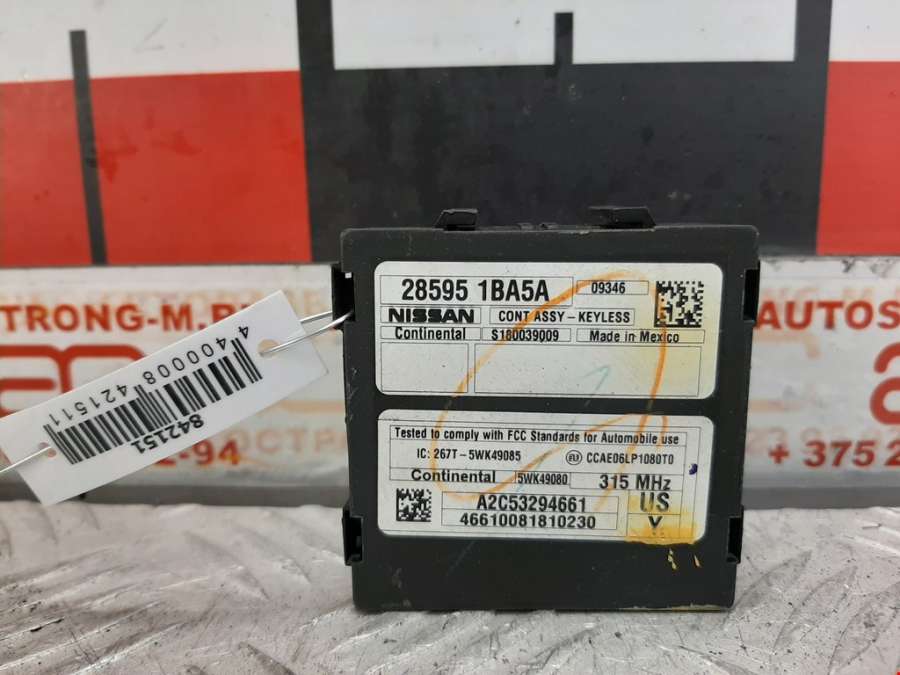 28595 1BA5A
09346
NISSAN
CONT ASSY-KEYLESS
Continental
S180039009
Made in Mexico
Tested to comply with FCC Standards for Automobile use
IC: 267T-5WK49085
CCAE06LP1080T0
Continental
5WK49080
315 MHz
A2C53294661
US
46610081810230
Y
842151
4 400008 421511
TRONG-M.RU
AUTOS
-94
+ 375 2